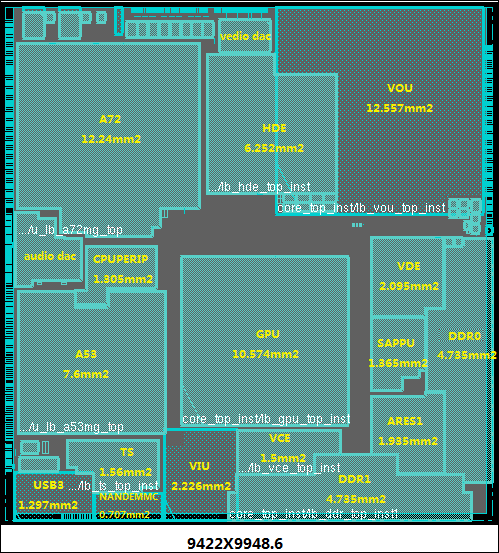 vedio dac
VOU
12.557mm2
A72
12.24mm2
HDE
6.252mm2
.../lb_hde_top_inst
core_top_inst/lb_vou_top_inst
.../u_lb_a72mg_top
audio dac
CPUPERIP
1.305mm2
VDE
2.095mm2
GPU
10.574mm2
SAPPU
1.365mm2
DDR0
4.735mm2
A53
7.6mm2
core_top_inst/lb_gpu_top_inst
.../u_lb_a53mg_top
ARES1
1.935mm2
TS
1.56mm2
VCE
1.5mm2
.../lb_vce_top_inst
VIU
2.226mm2
USB3
1.297mm2
.../lb_ts_top_inst
NANDEMMC
0.707mm2
DDR1
4.735mm2
core_top_inst/lb_ddr_top_inst1
9422X9948.6